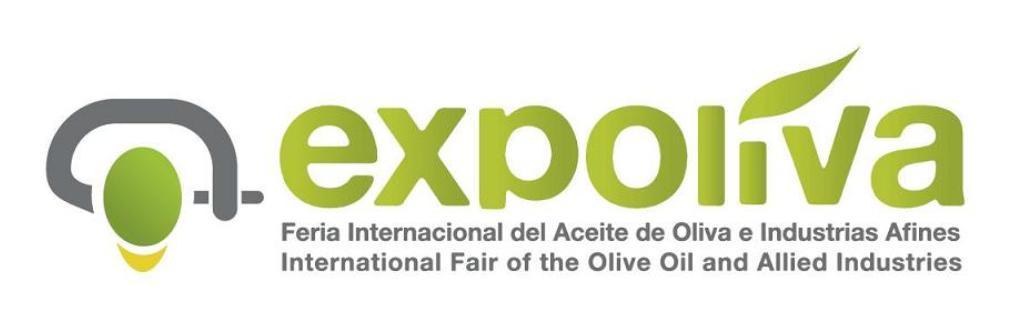 expoliva
Feria Internacional del Aceite de Oliva e Industrias Afines
International Fair of the Olive Oil and Allied Industries